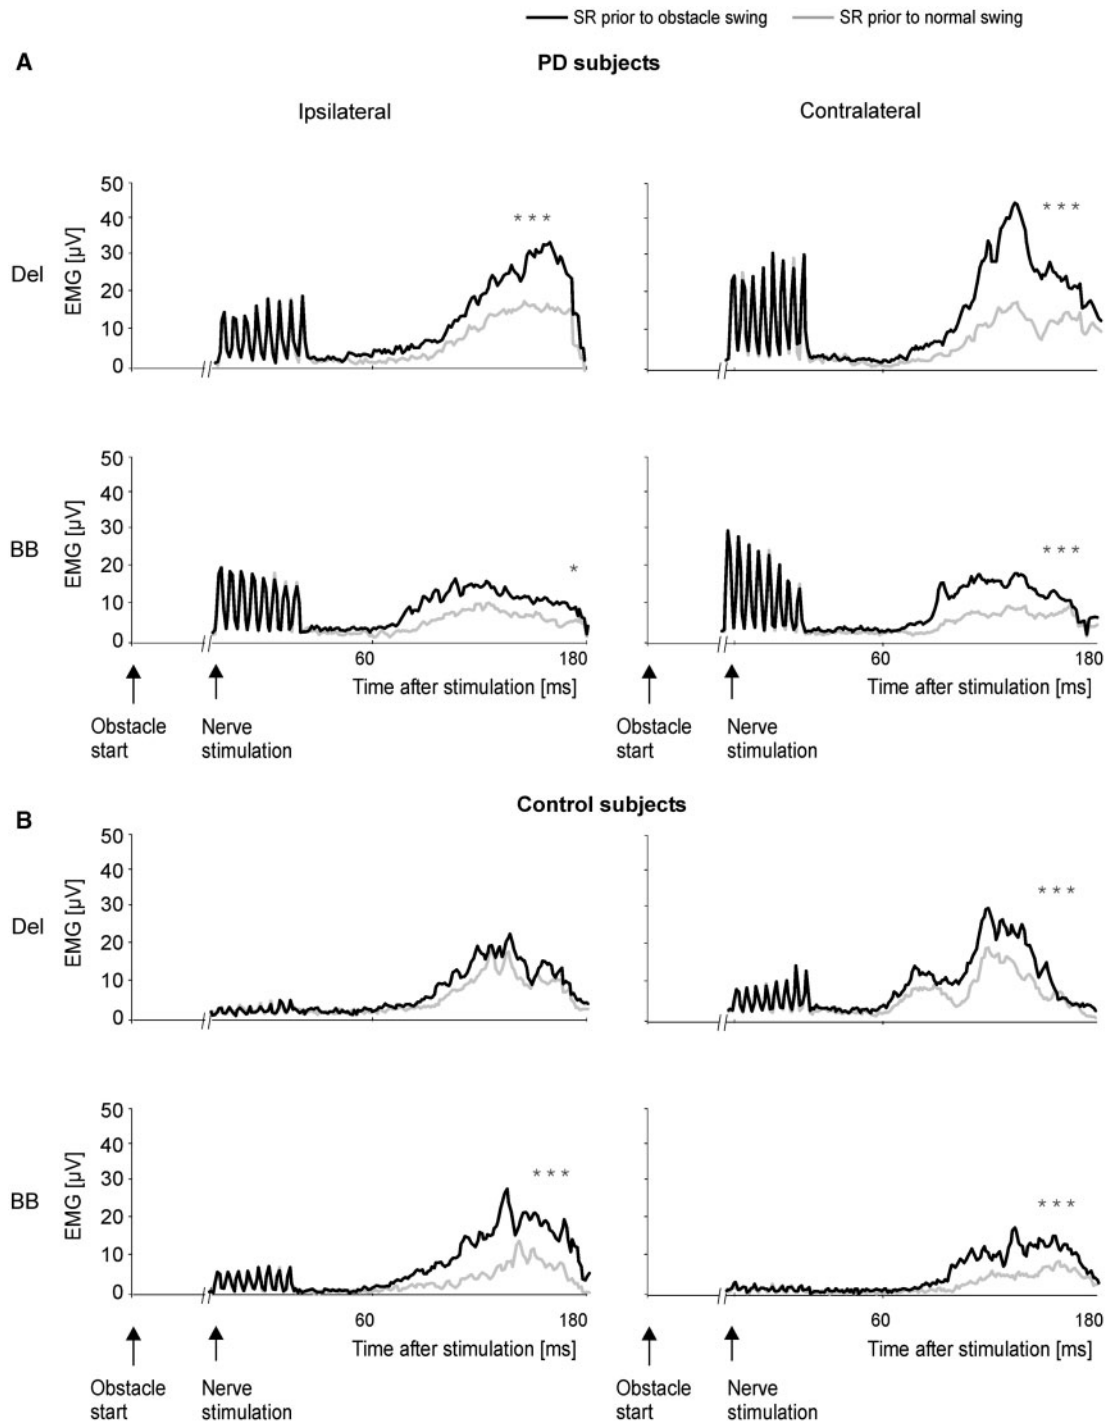 SR prior to obstacle swing SR prior to normal swing
A
PD subjects
Ipsilateral Contralateral
Del
EMG [µV]
50
40
30
20
10
0
* * *
* * *
BB
EMG [µV]
50
40
30
20
10
0
*
* * *
60 180 60 180
Time after stimulation [ms] Time after stimulation [ms]
Obstacle start
Nerve stimulation
Obstacle start
Nerve stimulation
B
Control subjects
Del
EMG [µV]
50
40
30
20
10
0
* * *
BB
EMG [µV]
50
40
30
20
10
0
* * *
* * *
60 180 60 180
Time after stimulation [ms] Time after stimulation [ms]
Obstacle start
Nerve stimulation
Obstacle start
Nerve stimulation